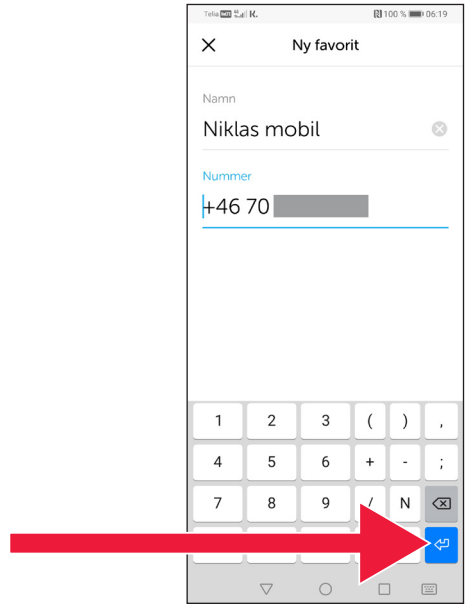 Telia K. 100 % 06:19
Ny favorit
Namn
Niklas mobil
Nummer
+46 70
1 2 3 ( ) ,
4 5 6 + - ;
7 8 9 / N